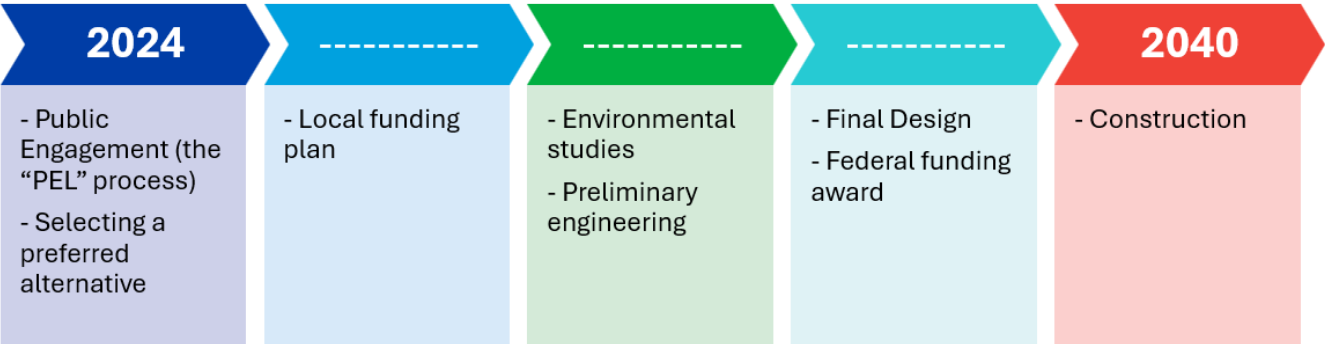 2024
- Public
Engagement (the
“PEL” process)
- Selecting a
preferred
alternative
-----------
- Local funding
plan
-----------
- Environmental
studies
- Preliminary
engineering
-----------
- Final Design
- Federal funding
award
2040
- Construction